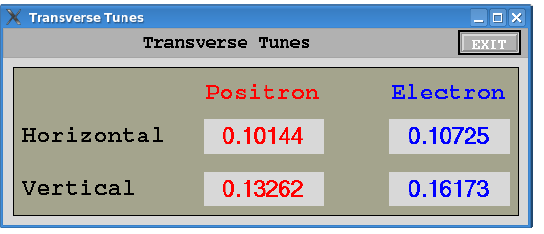 Transverse Tunes
Transverse Tunes EXIT
Positron Electron
Horizontal 0.10144 0.10725
Vertical 0.13262 0.16173